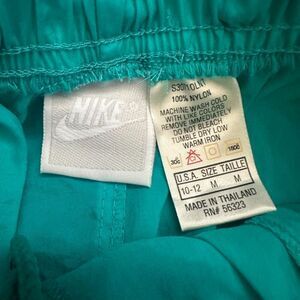 NIKE
100% NYLON
MACHINE WASH COLD
WITH LIKE COLORS
REMOVE IMMEDIATELY
DO NOT BLEACH
TUMBLE DRY LOW
WARM IRON
U.S.A. SIZE TAILLE
10-12 M M
MADE IN THAILAND
RN# 56323